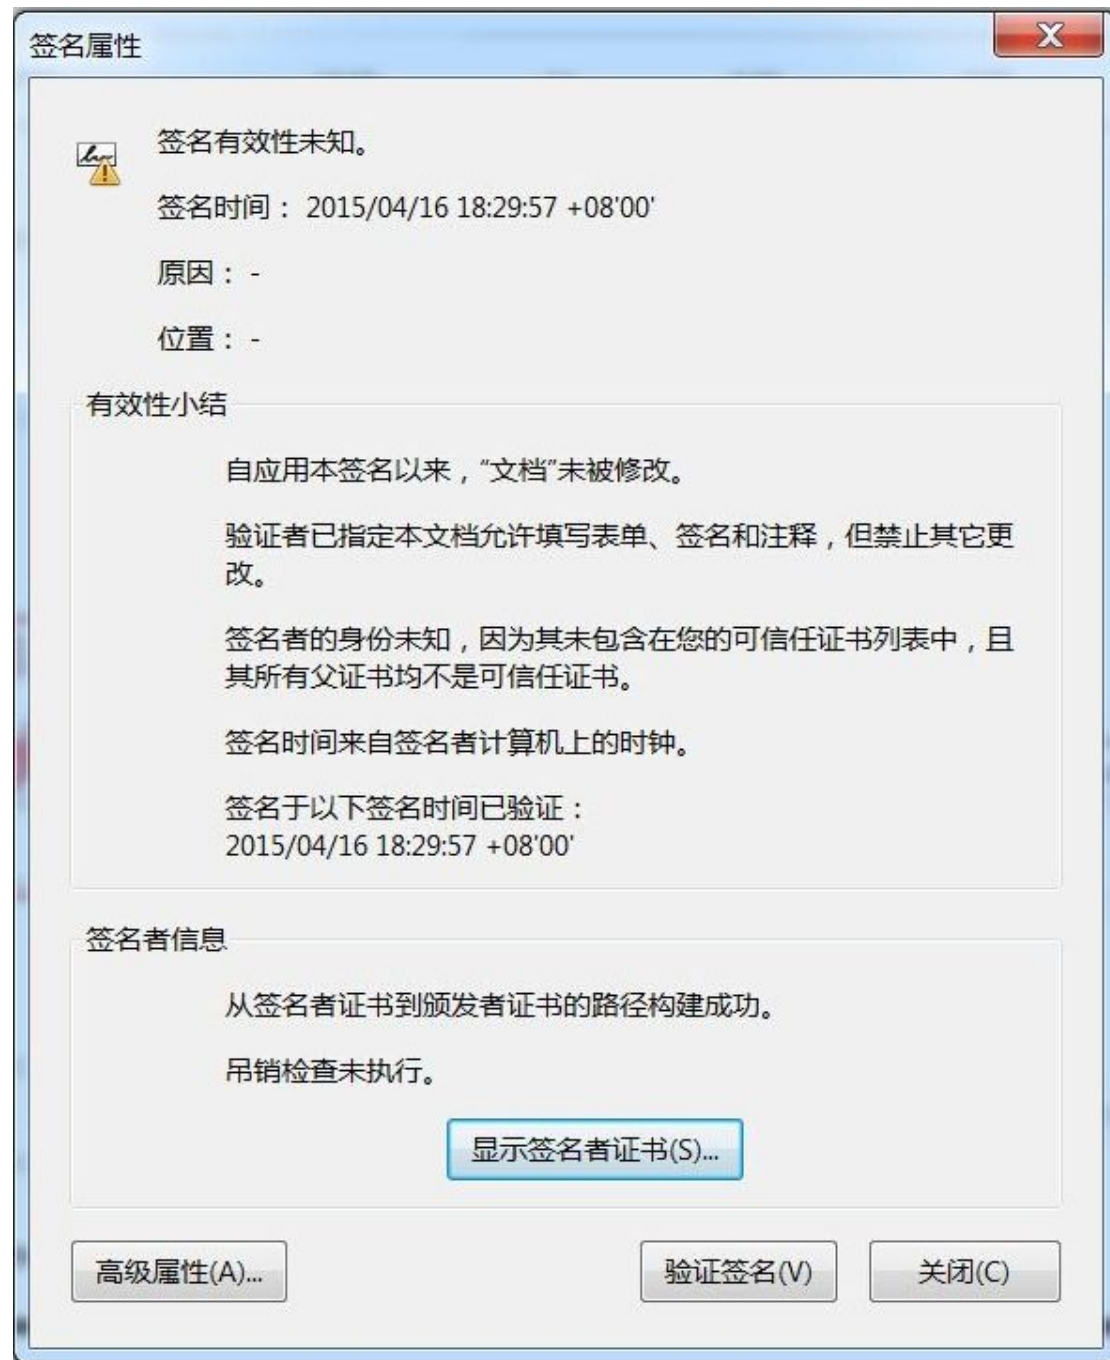 签名属性
签名有效性未知。
签名时间： 2015/04/16 18:29:57 +08'00'
原因： -
位置： -
有效性小结
自应用本签名以来，“文档”未被修改。
验证者已指定本文档允许填写表单、签名和注释，但禁止其它更
改。
签名者的身份未知，因为其未包含在您的可信任证书列表中，且
其所有父证书均不是可信任证书。
签名时间来自签名者计算机上的时钟。
签名于以下签名时间已验证：
2015/04/16 18:29:57 +08'00'
签名者信息
从签名者证书到颁发者证书的路径构建成功。
吊销检查未执行。
显示签名者证书(S)...
高级属性(A)...
验证签名(V)
关闭(C)